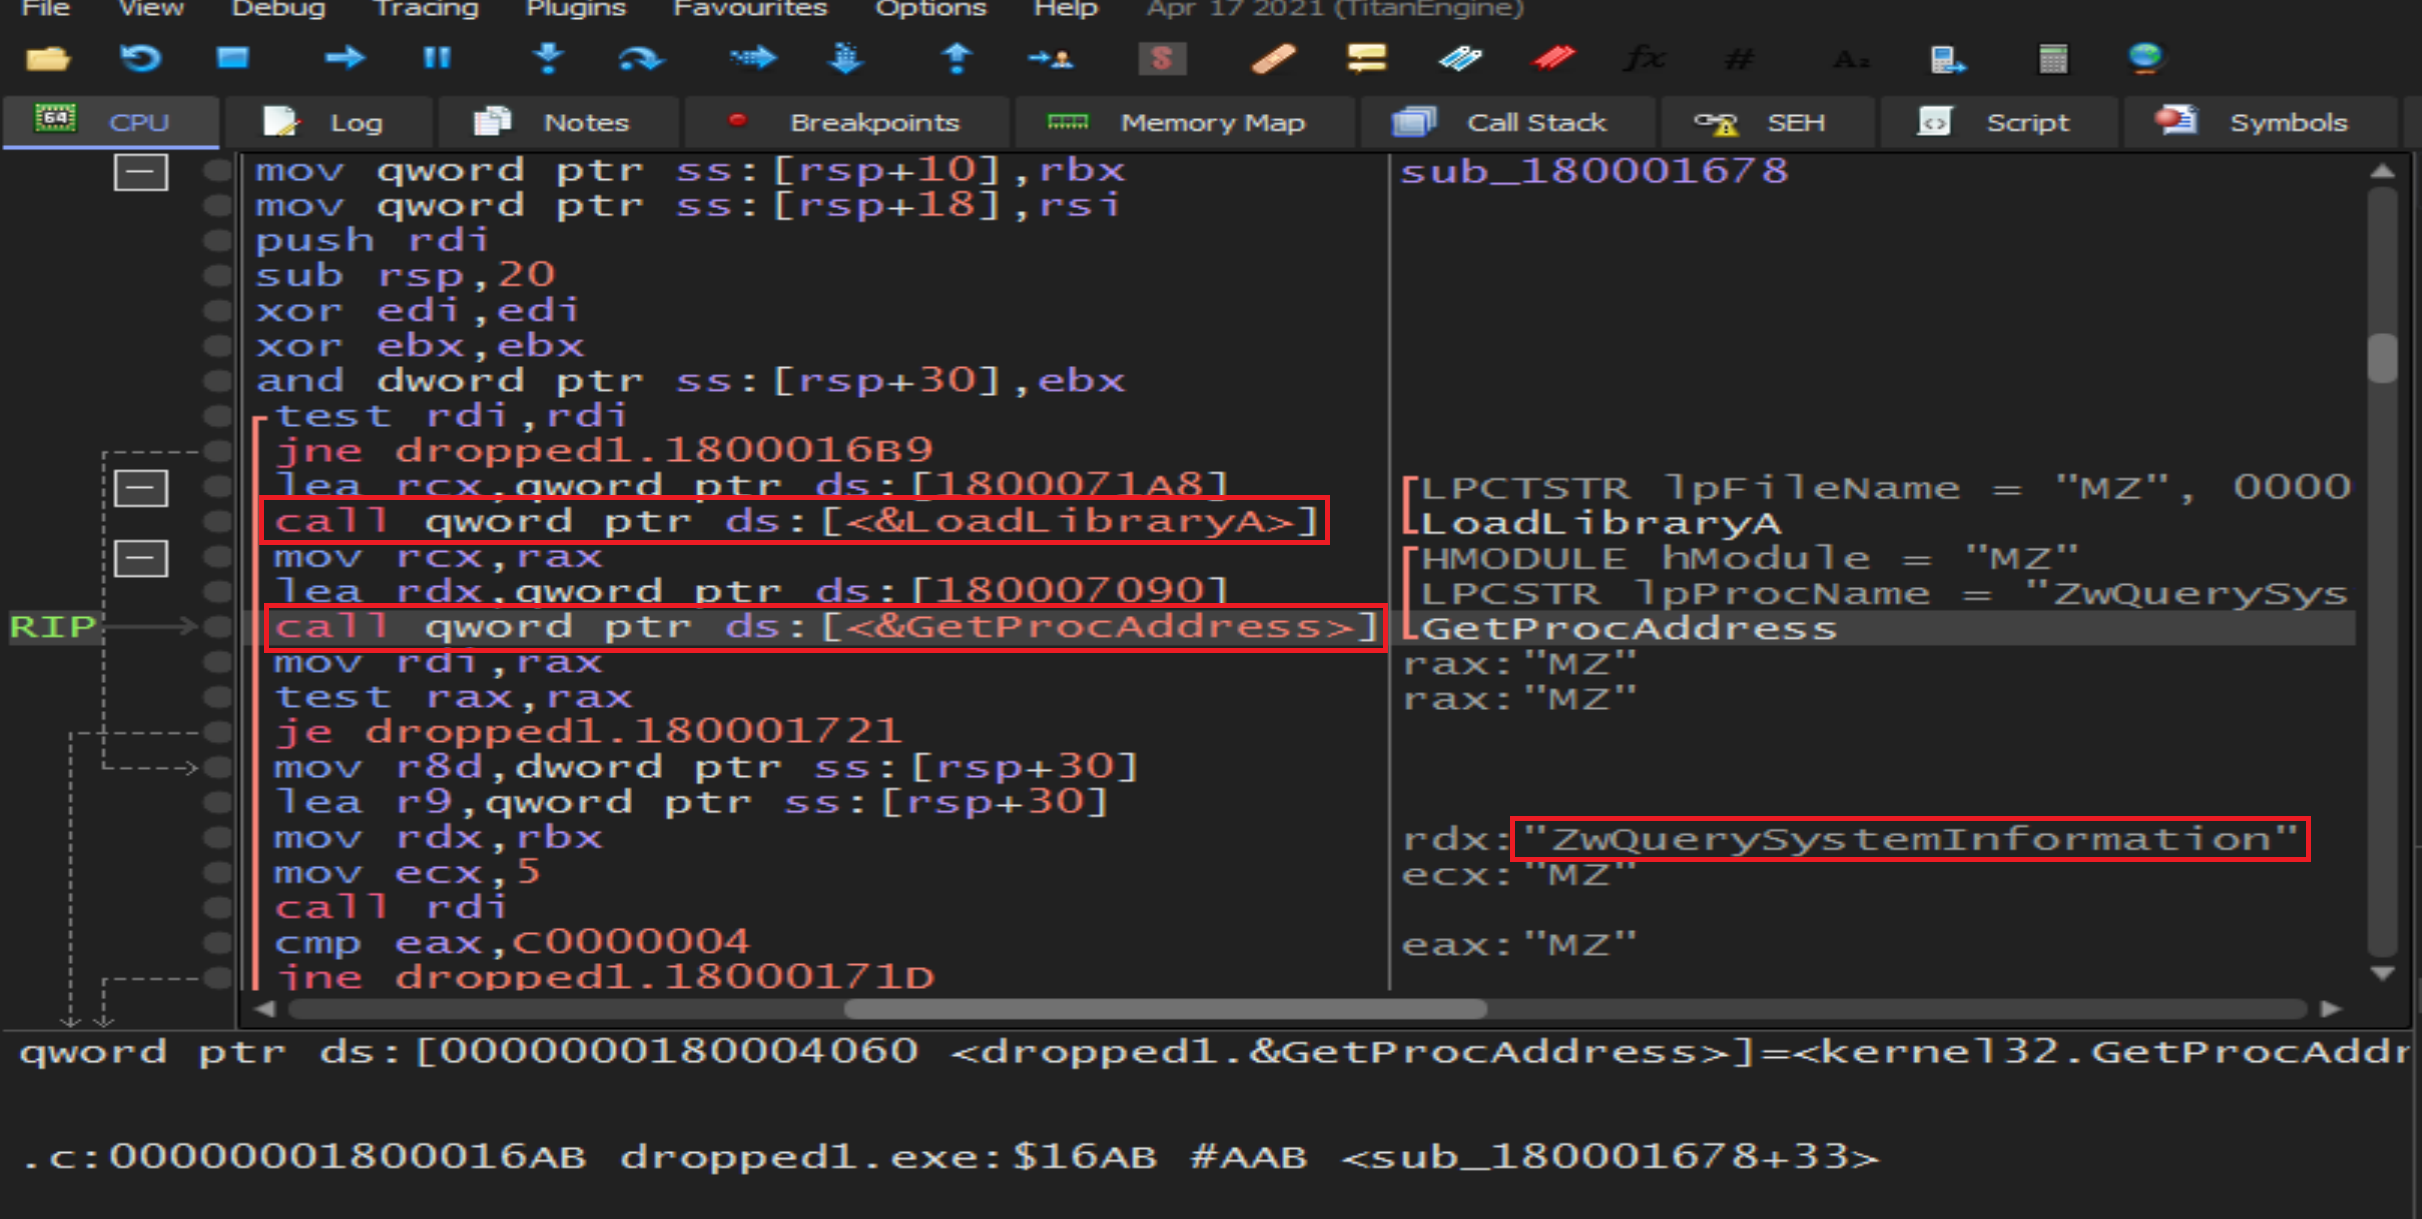 File View Debug Tracing Plugins Favourites Options Help Apr 17 2021 (TitanEngine)
$ fx # Az
64 CPU Log Notes Breakpoints Memory Map Call Stack SEH Script Symbols
mov qword ptr ss:[rsp+10],rbx sub_180001678
mov qword ptr ss:[rsp+18],rsi
push rdi
sub rsp,20
xor edi,edi
xor ebx,ebx
and dword ptr ss:[rsp+30],ebx
test rdi,rdi
jne dropped1.1800016B9
lea rcx,qword ptr ds:[1800071A8] LPCTSTR lpFileName = "MZ", 0000
call qword ptr ds:[<&LoadLibraryA>] LoadLibraryA
mov rcx,rax HMODULE hModule = "MZ"
lea rdx,qword ptr ds:[180007090] LPCSTR lpProcName = "ZwQuerySys
RIP call qword ptr ds:[<&GetProcAddress>] GetProcAddress
mov rdi,rax rax:"MZ"
test rax,rax rax:"MZ"
je dropped1.180001721
mov r8d,dword ptr ss:[rsp+30]
lea r9,qword ptr ss:[rsp+30]
mov rdx,rbx rdx:"ZwQuerySystemInformation"
mov ecx,5 ecx:"MZ"
call rdi
cmp eax,C0000004 eax:"MZ"
jne dropped1.18000171D
qword ptr ds:[0000000180004060 <dropped1.&GetProcAddress>]=<kernel32.GetProcAddr
.c:00000001800016AB dropped1.exe:$16AB #AAB <sub_180001678+33>